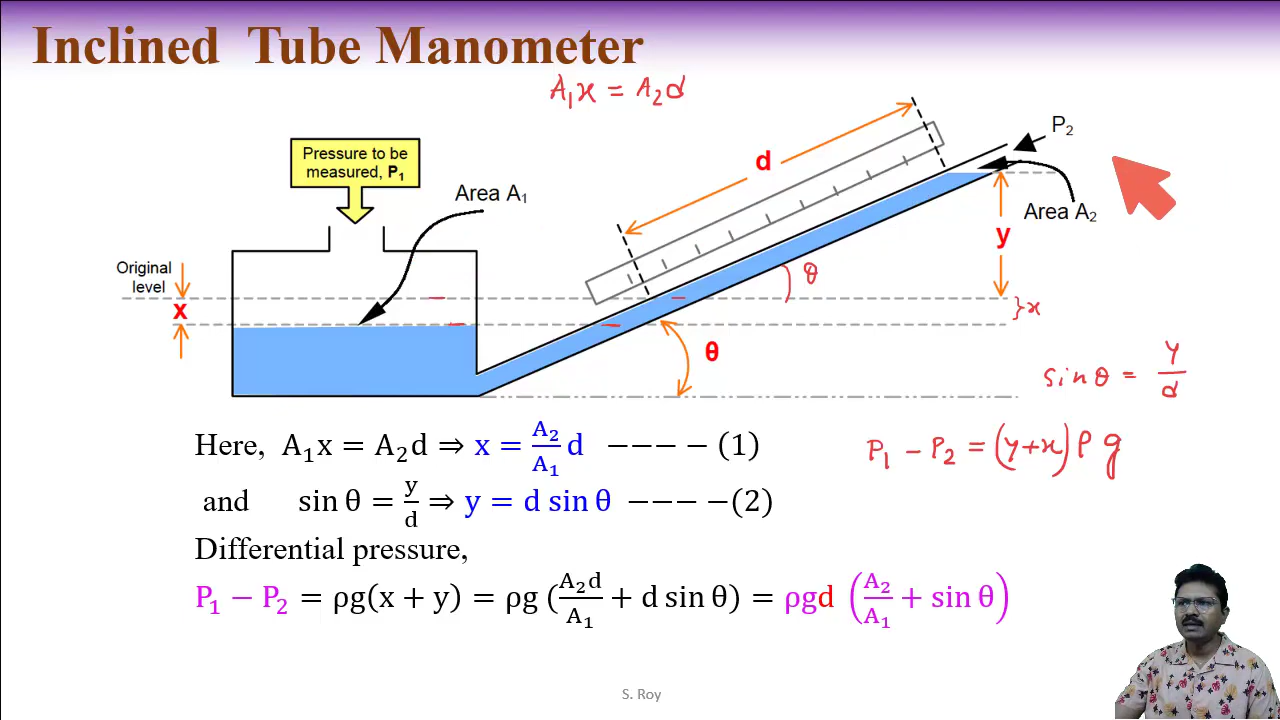 Inclined Tube Manometer
A₁x = A₂d
Pressure to be
measured, P₁
Area A₁
d
P₂
Area A₂
y
Original
level
x
θ
θ
}x
sin θ = y/d
Here, A₁x = A₂d ⇒ x = A₂/A₁ d −−−− (1)
P₁ − P₂ = (y+x) ρ g
and sin θ = y/d ⇒ y = d sin θ −−−−(2)
Differential pressure,
P₁ − P₂ = ρg(x + y) = ρg (A₂d/A₁ + d sin θ) = ρgd (A₂/A₁ + sin θ)
S. Roy